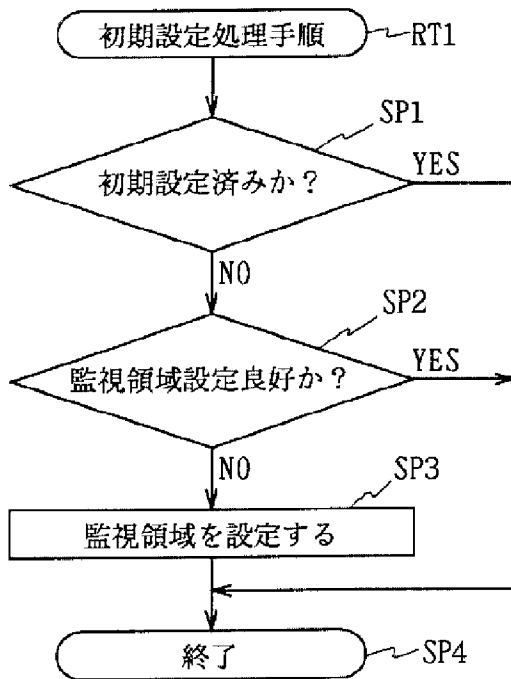 初期設定処理手順 RT1
SP1
初期設定済みか？ YES
NO
SP2
監視領域設定良好か？ YES
NO
SP3
監視領域を設定する
終了 SP4